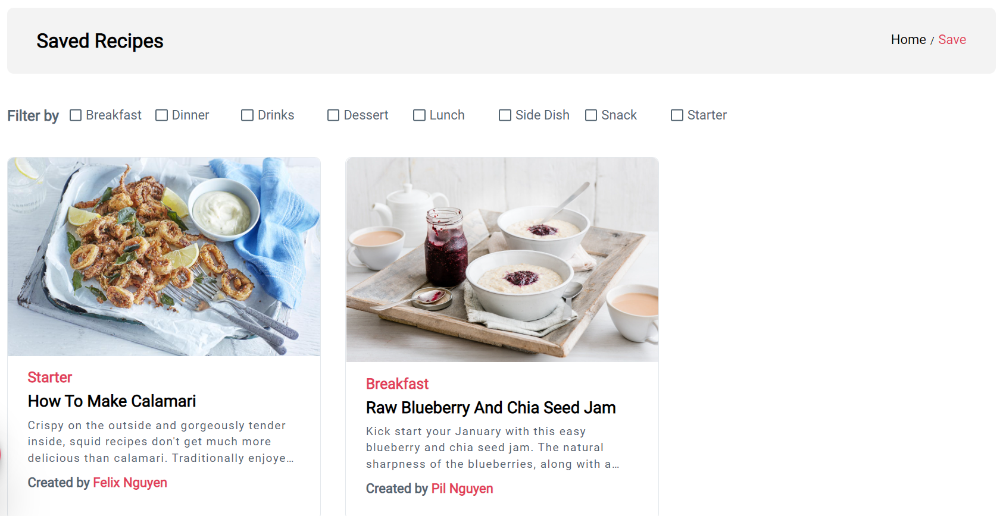 Saved Recipes
Home / Save
Filter by Breakfast Dinner Drinks Dessert Lunch Side Dish Snack Starter
Starter
How To Make Calamari
Crispy on the outside and gorgeously tender
inside, squid recipes don't get much more
delicious than calamari. Traditionally enjoye…
Created by Felix Nguyen
Breakfast
Raw Blueberry And Chia Seed Jam
Kick start your January with this easy
blueberry and chia seed jam. The natural
sharpness of the blueberries, along with a…
Created by Pil Nguyen